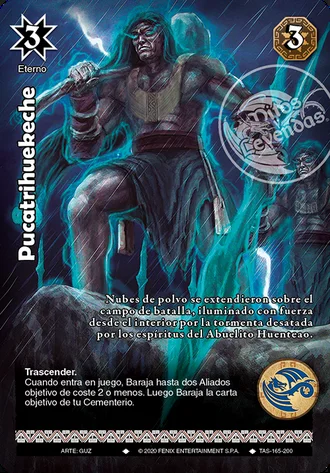 3
3
Eterno
Mitos y Leyendas
Pucatrihuekeche
Nubes de polvo se extendieron sobre el
campo de batalla, iluminado con fuerza
desde el interior por la tormenta desatada
por los espíritus del Abuelito Huenteao.
Trascender.
Cuando entra en juego, Baraja hasta dos Aliados
objetivo de coste 2 o menos. Luego Baraja la carta
objetivo de tu Cementerio.
ARTE: GUZ
© 2020 FENIX ENTERTAINMENT S.P.A.
TAS-165-200